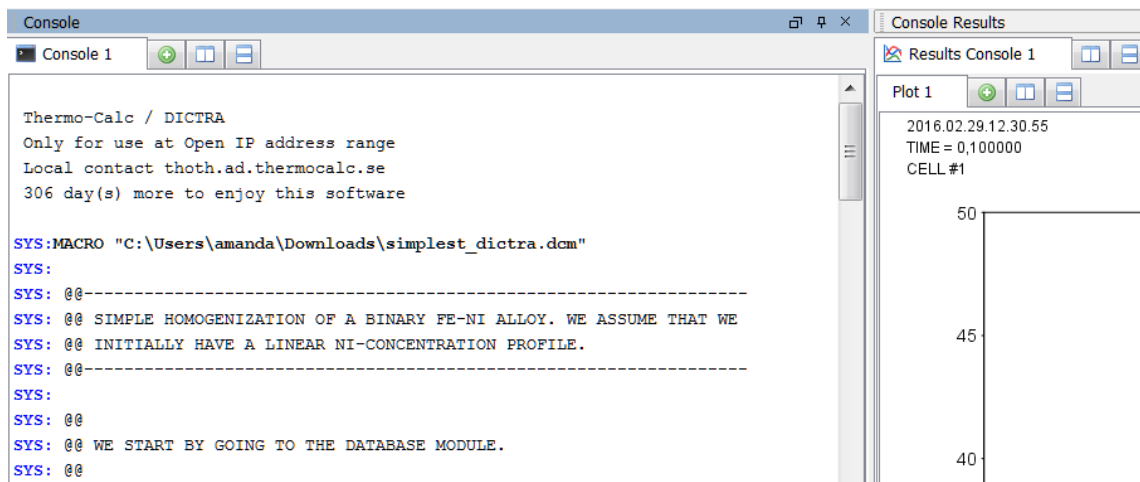 Console
Console 1
Thermo-Calc / DICTRA
Only for use at Open IP address range
Local contact thoth.ad.thermocalc.se
306 day(s) more to enjoy this software
SYS:MACRO "C:\Users\amanda\Downloads\simplest_dictra.dcm"
SYS:
SYS: @@-------------------------------------------------------------------
SYS: @@ SIMPLE HOMOGENIZATION OF A BINARY FE-NI ALLOY. WE ASSUME THAT WE
SYS: @@ INITIALLY HAVE A LINEAR NI-CONCENTRATION PROFILE.
SYS: @@-------------------------------------------------------------------
SYS:
SYS: @@
SYS: @@ WE START BY GOING TO THE DATABASE MODULE.
SYS: @@
Console Results
Results Console 1
Plot 1
2016.02.29.12.30.55
TIME = 0,100000
CELL #1
50
45
40